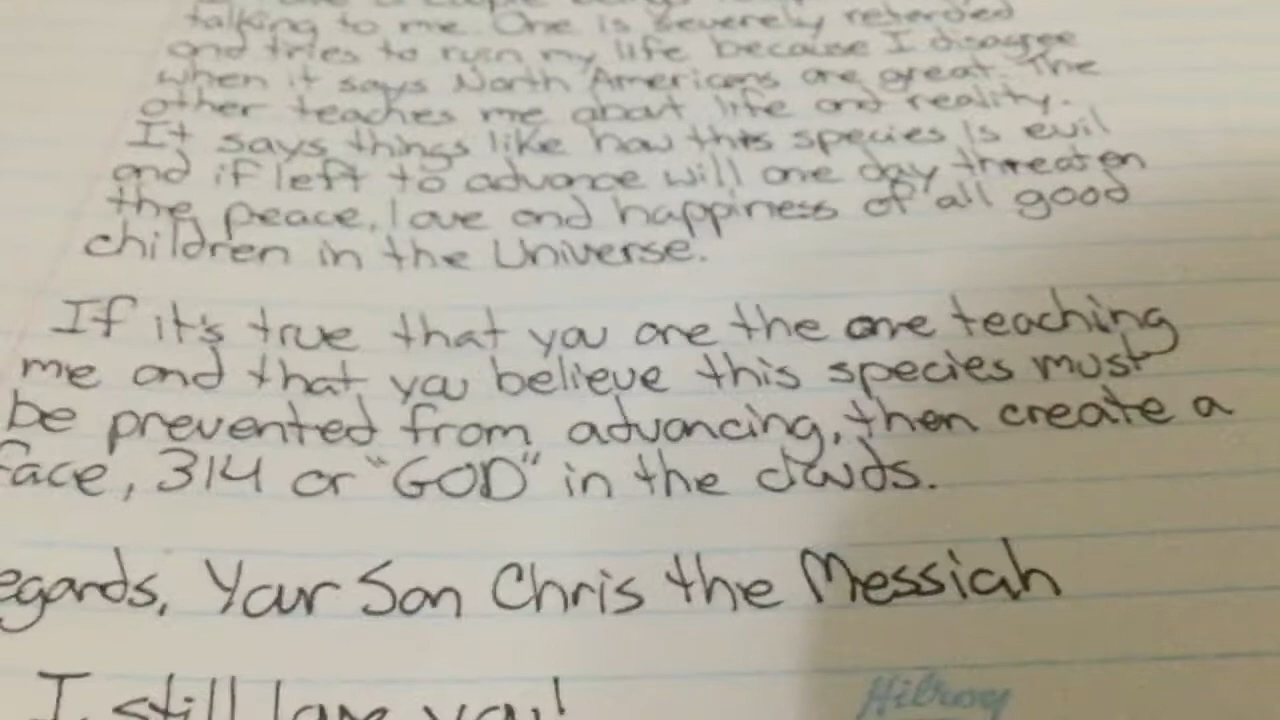 talking to me. One is severely reterded
and tries to ruin my life because I disagree
when it says North Americans are great. The
other teaches me about life and reality.
It says things like how this species is evil
and if left to advance will one day threaten
the peace, love and happiness of all good
children in the Universe.
If it's true that you are the one teaching
me and that you believe this species must
be prevented from advancing, then create a
face, 314 or "GOD" in the clouds.
egards, Your Son Chris the Messiah
I still love you!
Hilroy